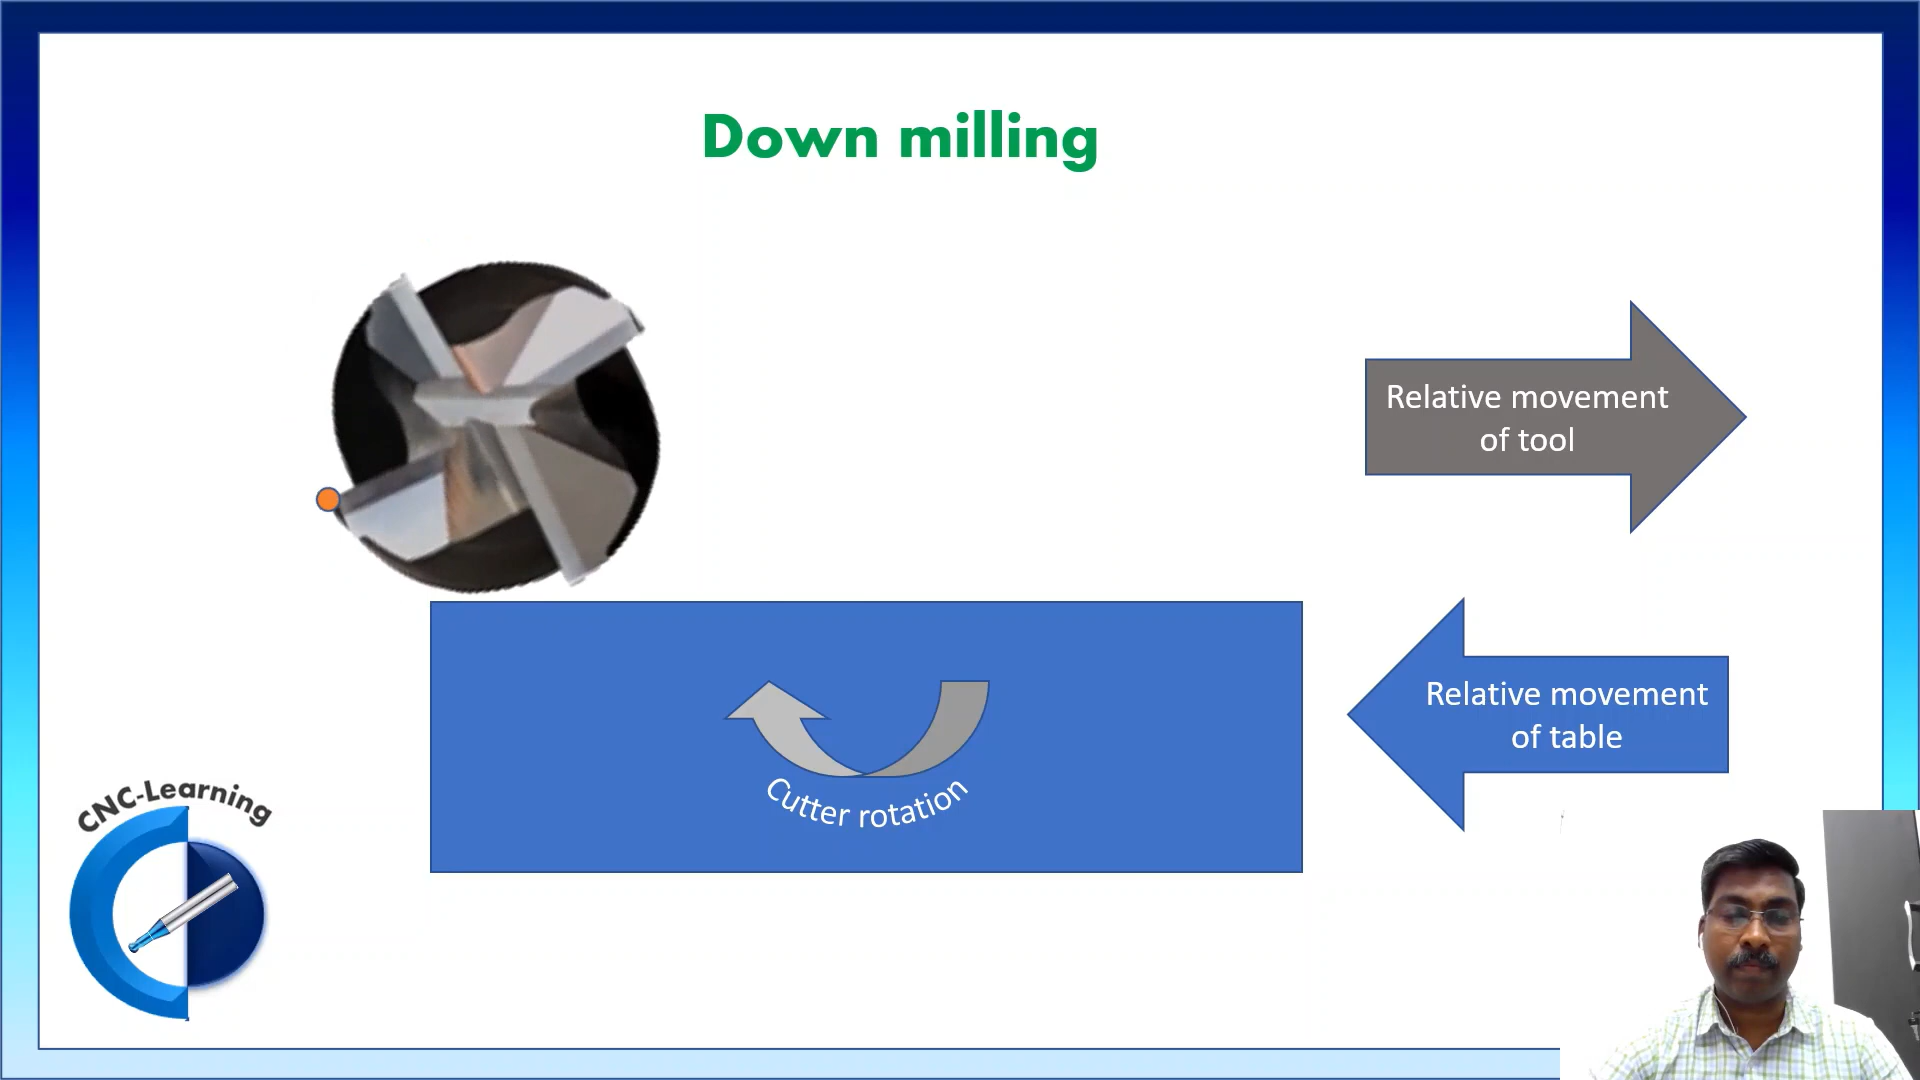 Down milling
Relative movement
of tool
Relative movement
of table
Cutter rotation
CNC-Learning